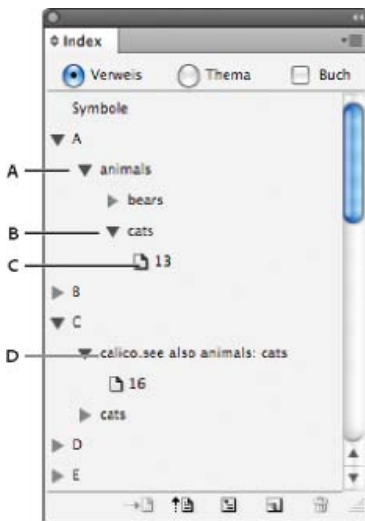 Index
Verweis Thema Buch
Symbole
A
A animals
bears
B cats
C 13
B
C
D calico.see also animals: cats
16
cats
D
E